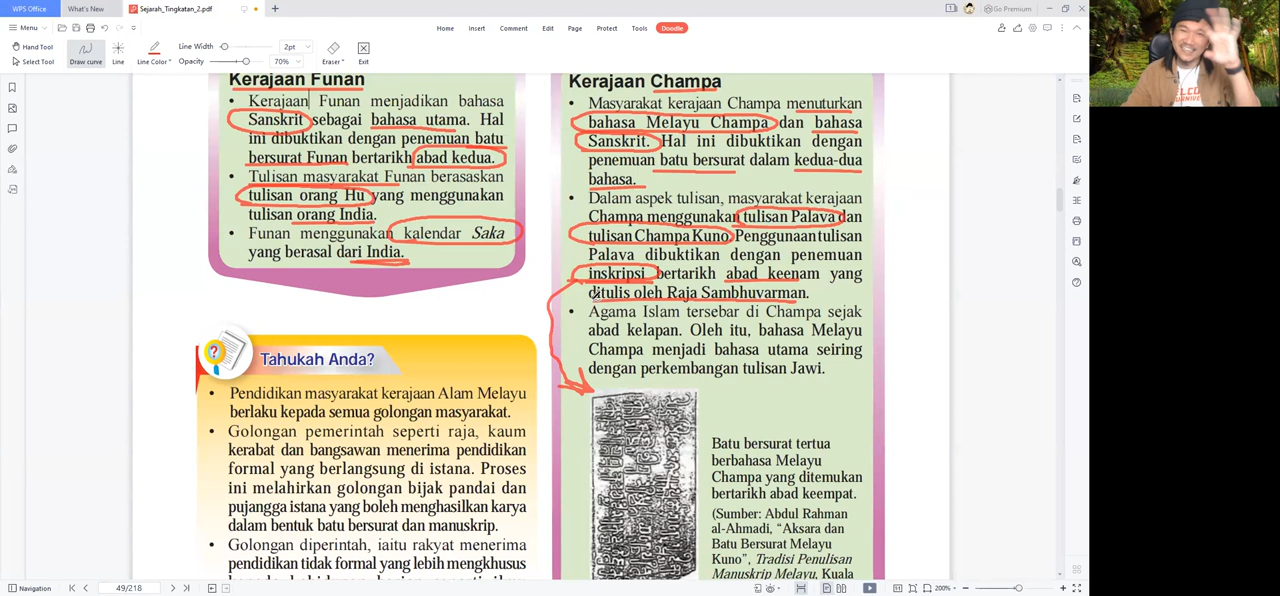 WPS Office
What's New
Sejarah_Tingkatan_2.pdf
Go Premium
Menu
Home
Insert
Comment
Edit
Page
Protect
Tools
Doodle
Hand Tool
Select Tool
Draw curve
Line
Line Color
Line Width
2pt
Opacity
70%
Eraser
Exit
Kerajaan Funan
• Kerajaan Funan menjadikan bahasa
Sanskrit sebagai bahasa utama. Hal
ini dibuktikan dengan penemuan batu
bersurat Funan bertarikh abad kedua.
• Tulisan masyarakat Funan berasaskan
tulisan orang Hu yang menggunakan
tulisan orang India.
• Funan menggunakan kalendar Saka
yang berasal dari India.
Tahukah Anda?
• Pendidikan masyarakat kerajaan Alam Melayu
berlaku kepada semua golongan masyarakat.
• Golongan pemerintah seperti raja, kaum
kerabat dan bangsawan menerima pendidikan
formal yang berlangsung di istana. Proses
ini melahirkan golongan bijak pandai dan
pujangga istana yang boleh menghasilkan karya
dalam bentuk batu bersurat dan manuskrip.
• Golongan diperintah, iaitu rakyat menerima
pendidikan tidak formal yang lebih mengkhusus
Kerajaan Champa
• Masyarakat kerajaan Champa menuturkan
bahasa Melayu Champa dan bahasa
Sanskrit. Hal ini dibuktikan dengan
penemuan batu bersurat dalam kedua-dua
bahasa.
• Dalam aspek tulisan, masyarakat kerajaan
Champa menggunakan tulisan Palava dan
tulisan Champa Kuno. Penggunaan tulisan
Palava dibuktikan dengan penemuan
inskripsi bertarikh abad keenam yang
ditulis oleh Raja Sambhuvarman.
• Agama Islam tersebar di Champa sejak
abad kelapan. Oleh itu, bahasa Melayu
Champa menjadi bahasa utama seiring
dengan perkembangan tulisan Jawi.
Batu bersurat tertua
berbahasa Melayu
Champa yang ditemukan
bertarikh abad keempat.
(Sumber: Abdul Rahman
al-Ahmadi, "Aksara dan
Batu Bersurat Melayu
Kuno", Tradisi Penulisan
Manuskrip Melayu, Kuala
Navigation
49/218
200%